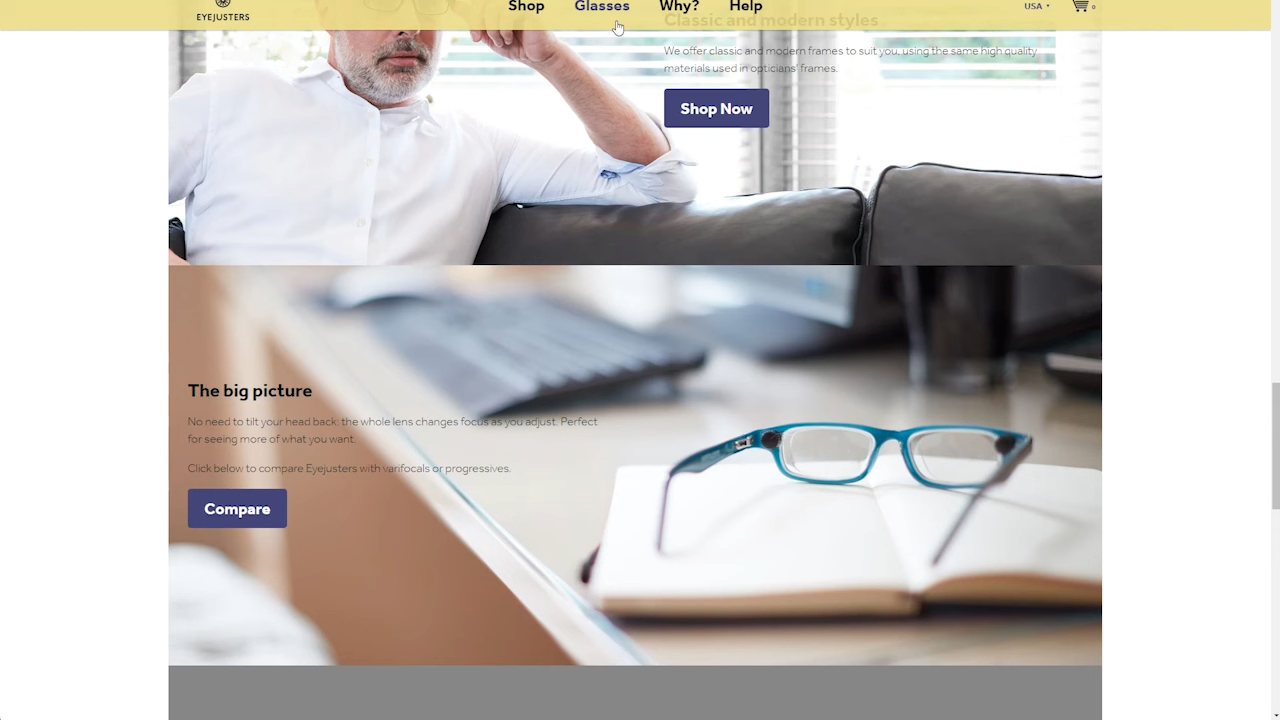 EYEJUSTERS
Shop
Glasses
Why?
Help
USA
0
Classic and modern styles
We offer classic and modern frames to suit you, using the same high quality
materials used in opticians' frames.
Shop Now
The big picture
No need to tilt your head back: the whole lens changes focus as you adjust. Perfect
for seeing more of what you want.
Click below to compare Eyejusters with varifocals or progressives.
Compare